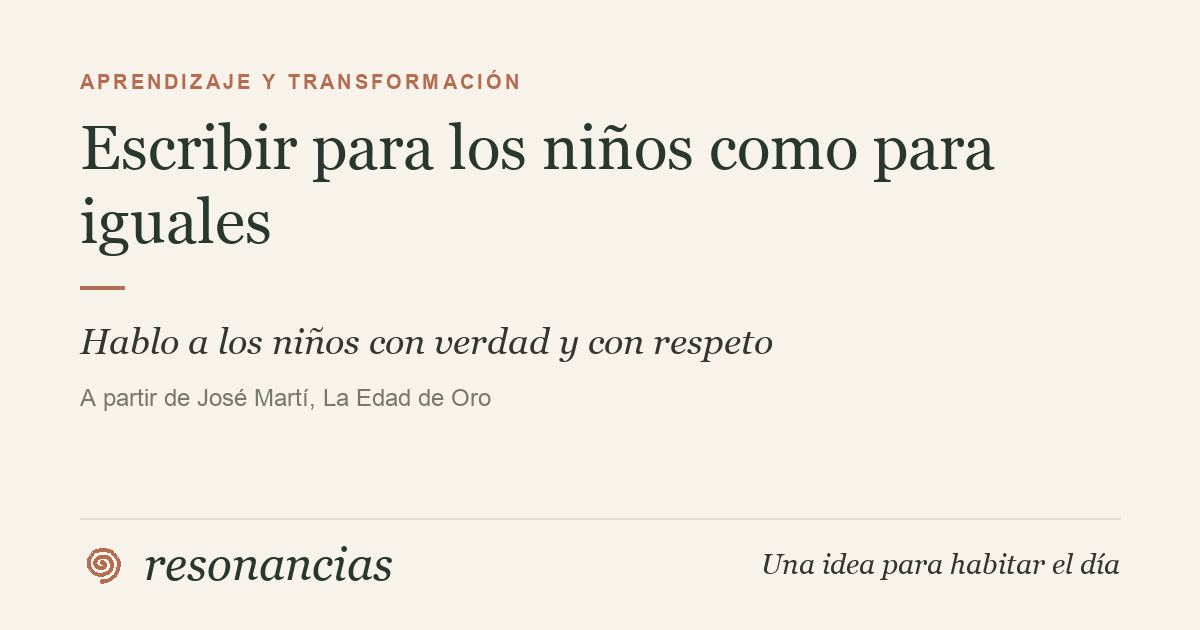 APRENDIZAJE Y TRANSFORMACIÓN
Escribir para los niños como para
iguales
Hablo a los niños con verdad y con respeto
A partir de José Martí, La Edad de Oro
resonancias
Una idea para habitar el día